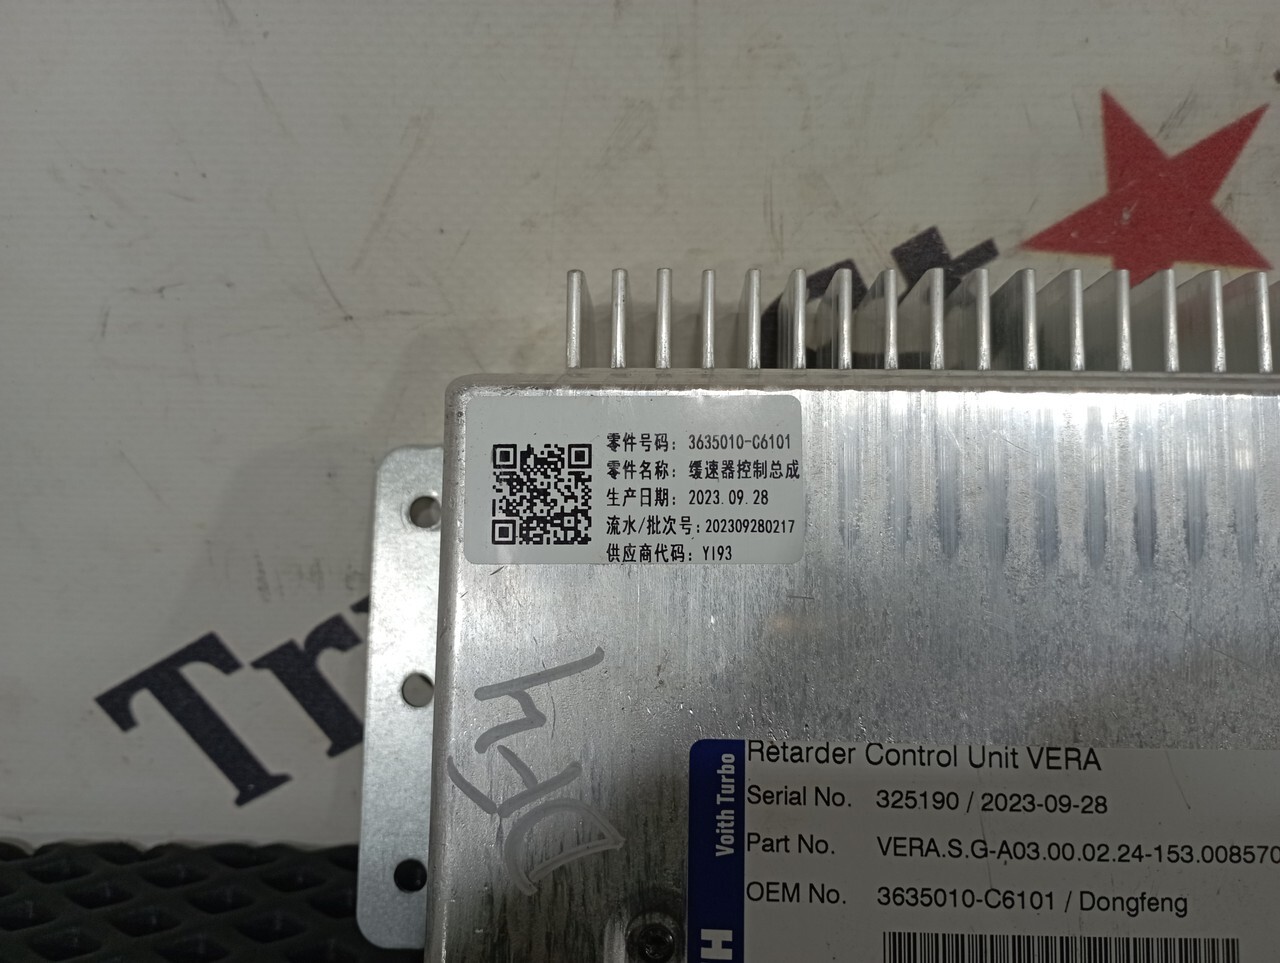 零件号码: 3635010-C6101
零件名称: 缓速器控制总成
生产日期: 2023.09.28
流水/批次号: 202309280217
供应商代码: Y193
Retarder Control Unit VERA
Serial No. 325190 / 2023-09-28
Part No. VERA.S.G-A03.00.02.24-153.008570
OEM No. 3635010-C6101 / Dongfeng
Voith Turbo
H